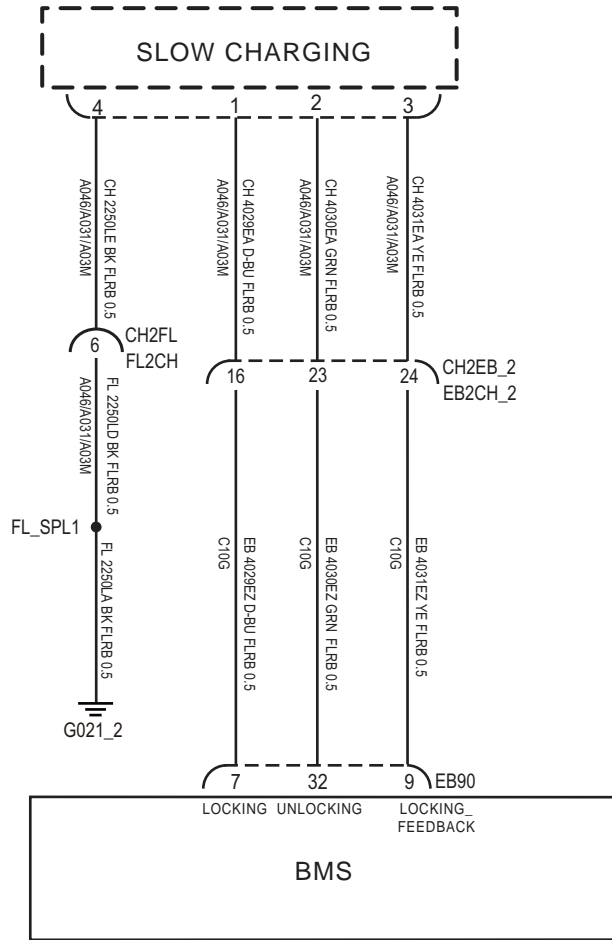 SLOW CHARGING
4 1 2 3
CH 2250LE BK FLRB 0.5
A046/A031/A03M
CH 4029EA D-BU FLRB 0.5
A046/A031/A03M
CH 4030EA GRN FLRB 0.5
A046/A031/A03M
CH 4031EA YE FLRB 0.5
A046/A031/A03M
6
CH2FL
FL2CH
16 23 24
CH2EB_2
EB2CH_2
FL 2250LD BK FLRB 0.5
A046/A031/A03M
FL_SPL1
FL 2250LA BK FLRB 0.5
EB 4029EZ D-BU FLRB 0.5
C10G
EB 4030EZ GRN FLRB 0.5
C10G
EB 4031EZ YE FLRB 0.5
C10G
G021_2
7 32 9 EB90
LOCKING UNLOCKING LOCKING_
FEEDBACK
BMS